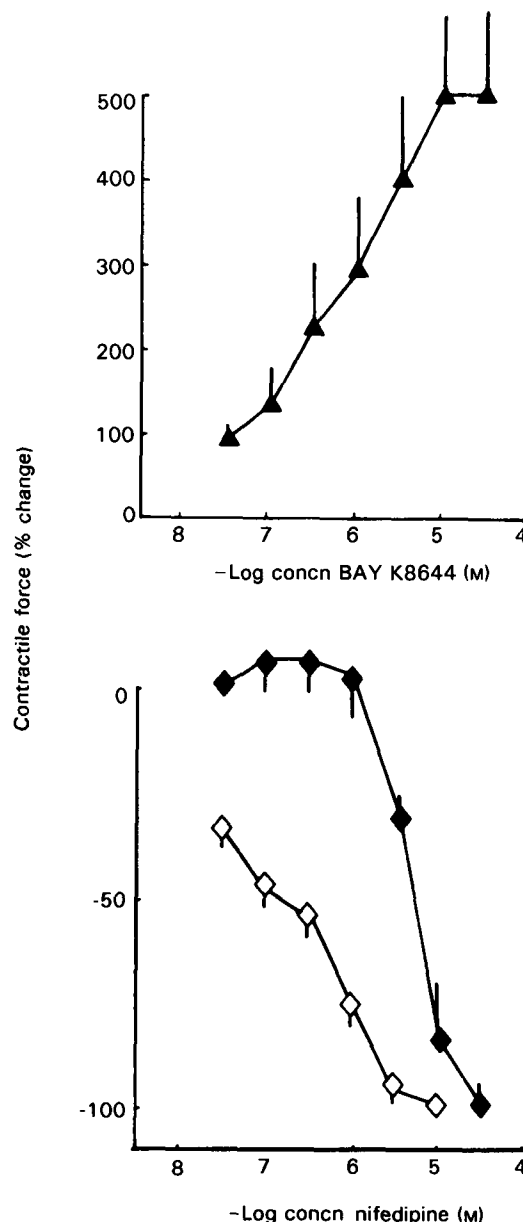 500
400
300
200
100
0
8 7 6 5 4
−Log concn BAY K8644 (M)
Contractile force (% change)
0
-50
-100
8 7 6 5 4
−Log concn nifedipine (M)